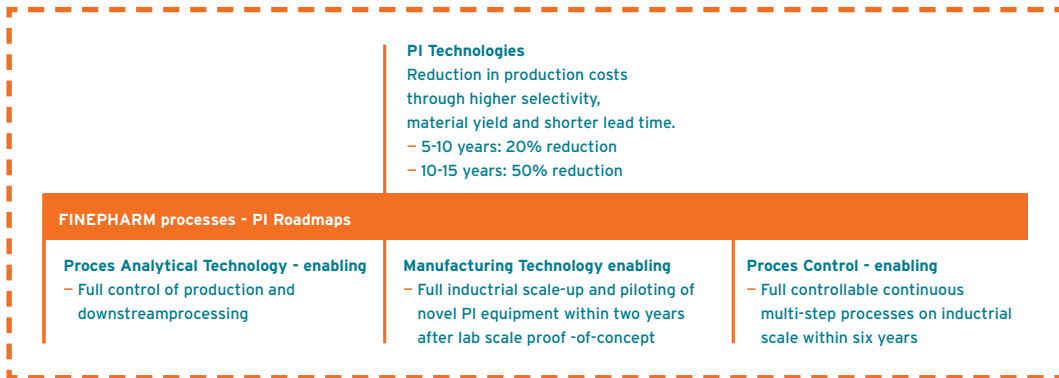 PI Technologies
Reduction in production costs
through higher selectivity,
material yield and shorter lead time.
– 5-10 years: 20% reduction
– 10-15 years: 50% reduction
FINEPHARM processes - PI Roadmaps
Proces Analytical Technology - enabling
– Full control of production and
downstreamprocessing
Manufacturing Technology enabling
– Full inductrial scale-up and piloting of
novel PI equipment within two years
after lab scale proof -of-concept
Proces Control - enabling
– Full controllable continuous
multi-step processes on inductrial
scale within six years